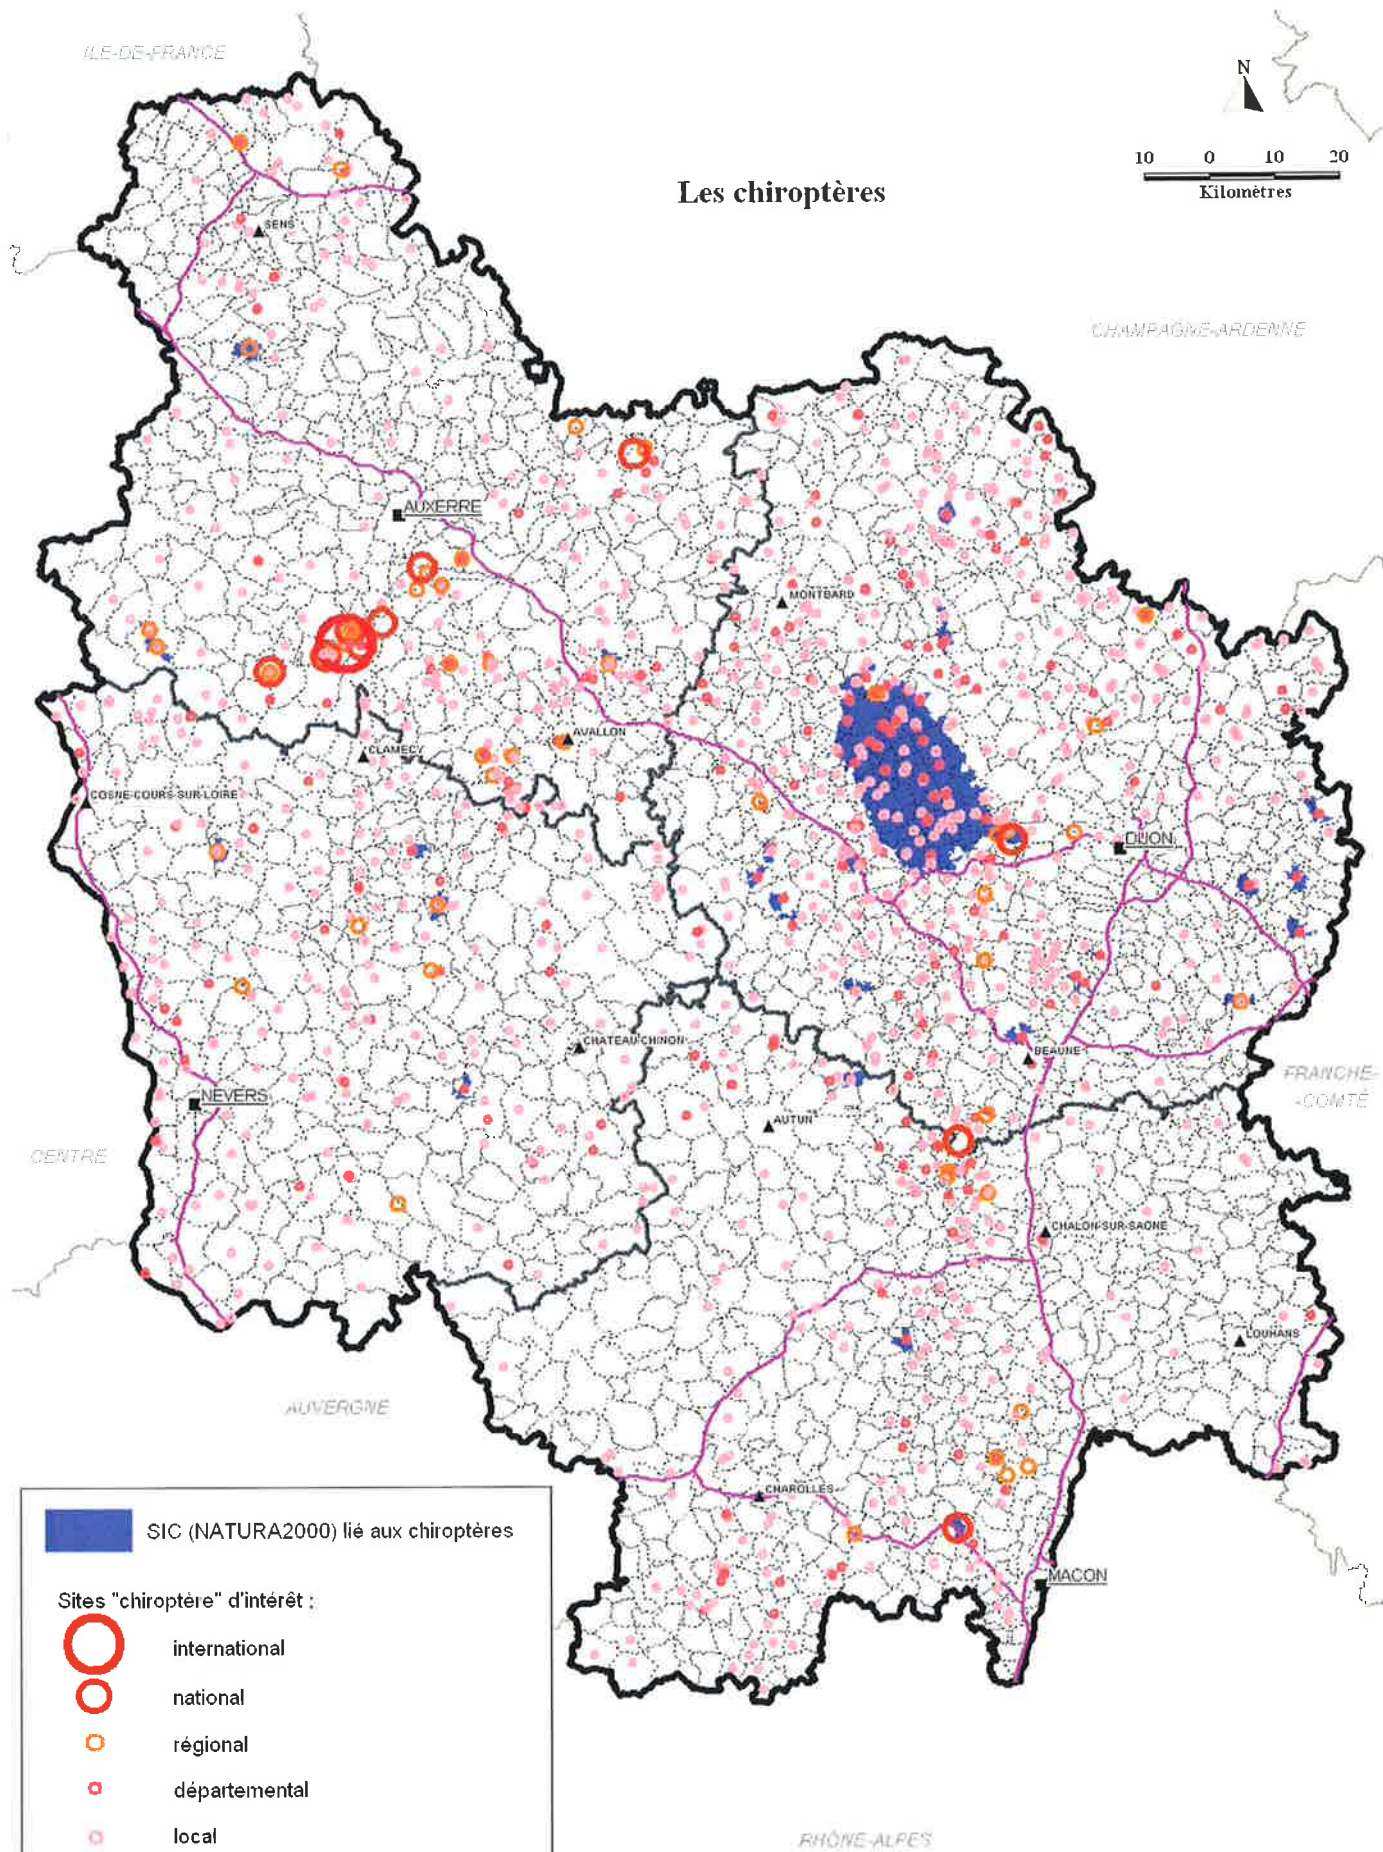 ILE-DE-FRANCE
N
10 0 10 20
Kilomètres
Les chiroptères
SENS
CHAMPAGNE-ARDENNE
AUXERRE
MONTBARD
AVALLON
CLAMECY
COSNE-COURS-SUR-LOIRE
DIJON
CHATEAU-CHINON
BEAUNE
FRANCHE-
-COMTÉ
NEVERS
AUTUN
CENTRE
CHALON-SUR-SAONE
LOUHANS
AUVERGNE
CHAROLLES
SIC (NATURA2000) lié aux chiroptères
MACON
Sites "chiroptère" d'intérêt :
international
national
régional
départemental
local
RHÔNE-ALPES